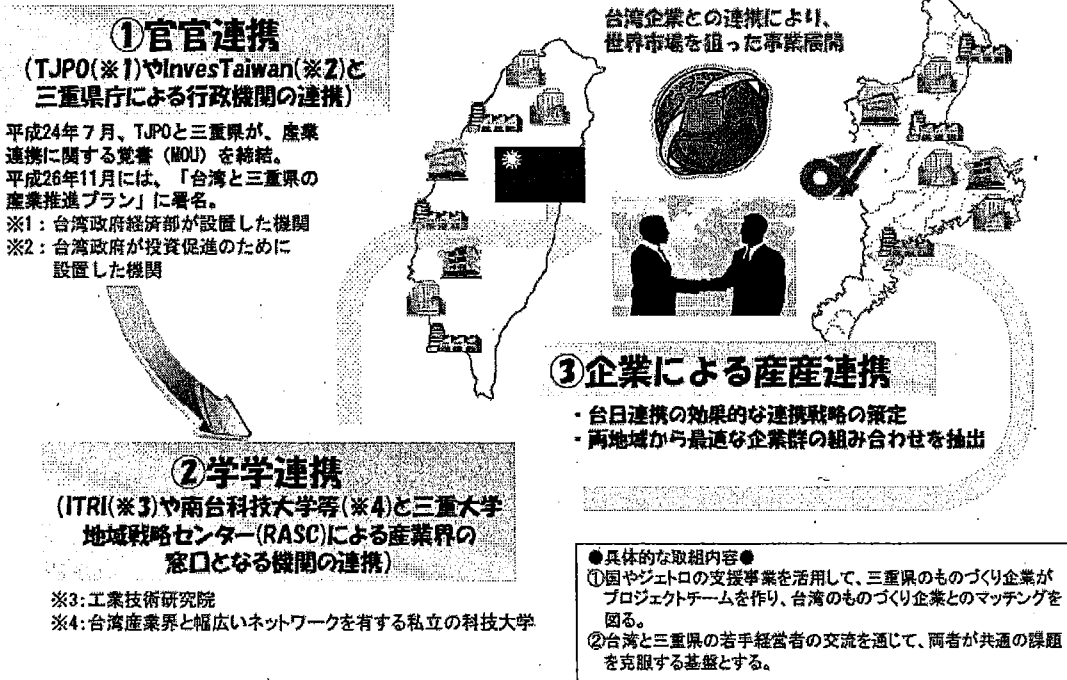 ①官官連携
(TJPO(※1)やInvesTaiwan(※2)と
三重県庁による行政機関の連携)
平成24年7月、TJPOと三重県が、産業
連携に関する覚書(MOU)を締結。
平成26年11月には、「台湾と三重県の
産業推進プラン」に署名。
※1:台湾政府経済部が設置した機関
※2:台湾政府が投資促進のために
設置した機関
②学学連携
(ITRI(※3)や南台科技大学等(※4)と三重大学
地域戦略センター(RASC)による産業界の
窓口となる機関の連携)
※3:工業技術研究院
※4:台湾産業界と幅広いネットワークを有する私立の科技大学
台湾企業との連携により、
世界市場を狙った事業展開
③企業による産産連携
・台日連携の効果的な連携戦略の策定
・両地域から最適な企業群の組み合わせを抽出
●具体的な取組内容●
①国やジェトロの支援事業を活用して、三重県のものづくり企業が
プロジェクトチームを作り、台湾のものづくり企業とのマッチングを
図る。
②台湾と三重県の若手経営者の交流を通じて、両者が共通の課題
を克服する基盤とする。